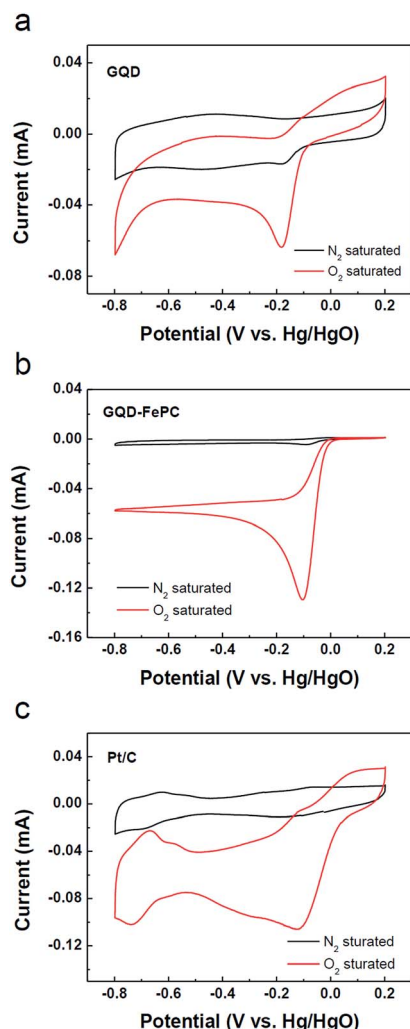 a
GQD
0.04
0.00
-0.04
-0.08
Current (mA)
N2 saturated
O2 saturated
-0.8 -0.6 -0.4 -0.2 0.0 0.2
Potential (V vs. Hg/HgO)
b
GQD-FePC
0.04
0.00
-0.04
-0.08
-0.12
-0.16
Current (mA)
N2 saturated
O2 saturated
-0.8 -0.6 -0.4 -0.2 0.0 0.2
Potential (V vs. Hg/HgO)
c
Pt/C
0.04
0.00
-0.04
-0.08
-0.12
Current (mA)
N2 sturated
O2 sturated
-0.8 -0.6 -0.4 -0.2 0.0 0.2
Potential (V vs. Hg/HgO)